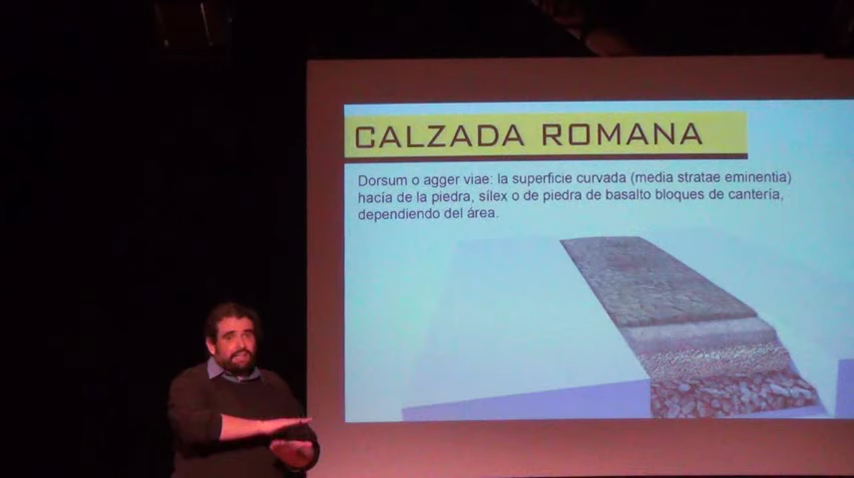 CALZADA ROMANA
Dorsum o agger viae: la superficie curvada (media stratae eminentia)
hacía de la piedra, sílex o de piedra de basalto bloques de cantería,
dependiendo del área.